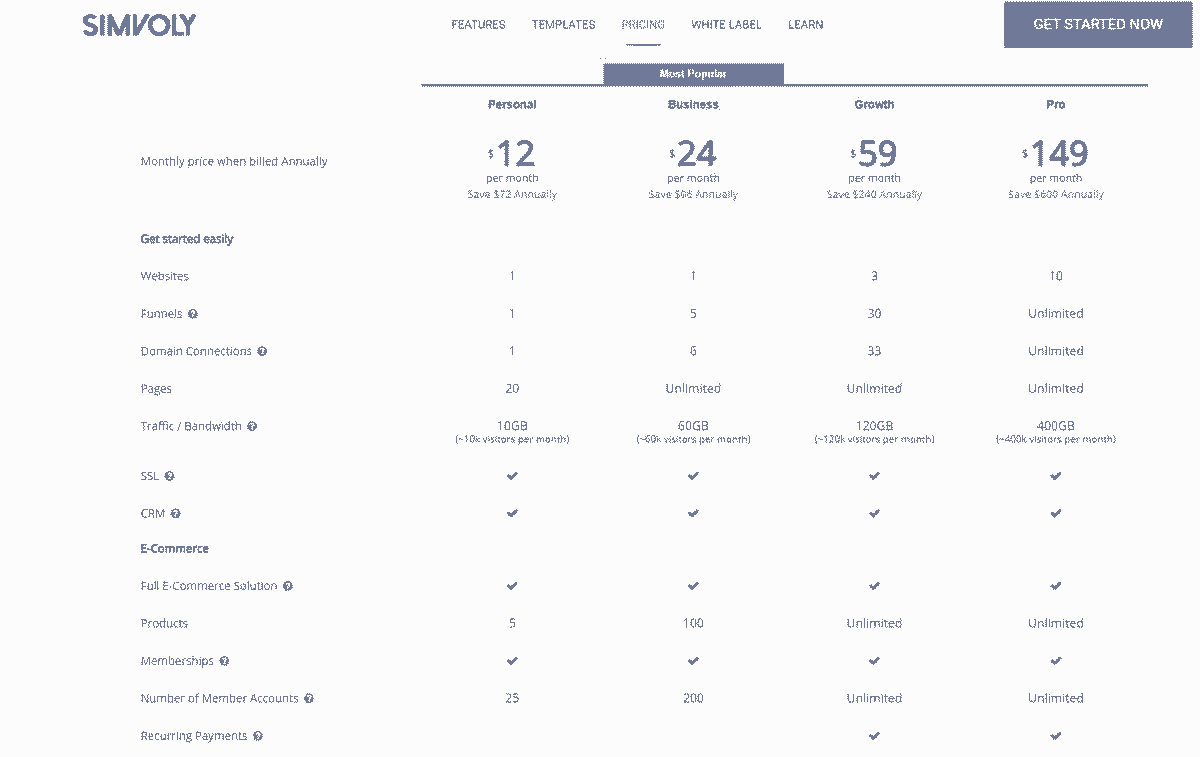 SIMVOLY FEATURES TEMPLATES PRICING WHITE LABEL LEARN GET STARTED NOW
Most Popular
Personal Business Growth Pro
Monthly price when billed Annually $12 $24 $59 $149
per month per month per month per month
Save $72 Annually Save $96 Annually Save $240 Annually Save $600 Annually
Get started easily
Websites 1 1 3 10
Funnels 1 5 30 Unlimited
Domain Connections 1 6 33 Unlimited
Pages 20 Unlimited Unlimited Unlimited
Traffic / Bandwidth 10GB 60GB 120GB 400GB
(~10k visitors per month) (~60k visitors per month) (~120k visitors per month) (~400k visitors per month)
SSL ✓ ✓ ✓ ✓
CRM ✓ ✓ ✓ ✓
E-Commerce
Full E-Commerce Solution ✓ ✓ ✓ ✓
Products 5 100 Unlimited Unlimited
Memberships ✓ ✓ ✓ ✓
Number of Member Accounts 25 200 Unlimited Unlimited
Recurring Payments ✓ ✓